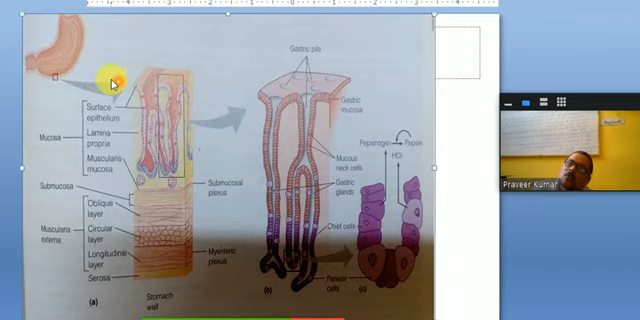 Gastric pits
Surface
epithelium
Mucosa
Lamina
propria
Muscularis
mucosa
Submucosa
Oblique
layer
Muscularis
externa
Circular
layer
Longitudinal
layer
Serosa
(a)
Stomach
wall
Submucosal
plexus
Myenteric
plexus
Gastric
mucosa
Mucous
neck cells
Gastric
glands
Chief cells
Parietal
cells
(b)
Pepsinogen
Pepsin
HCl
(c)
Praveer Kumar